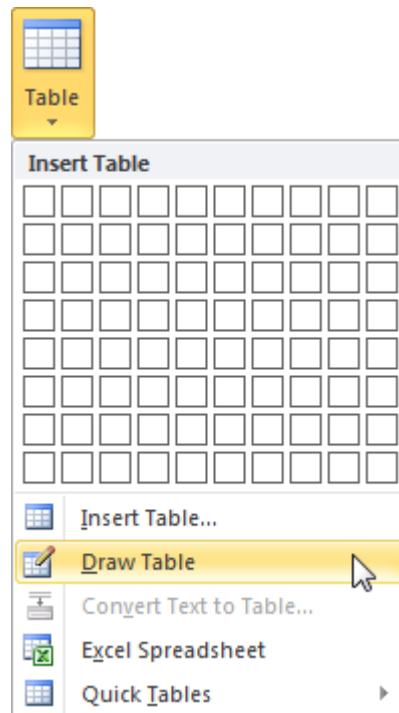 Table
Insert Table
Insert Table...
Draw Table
Convert Text to Table...
Excel Spreadsheet
Quick Tables